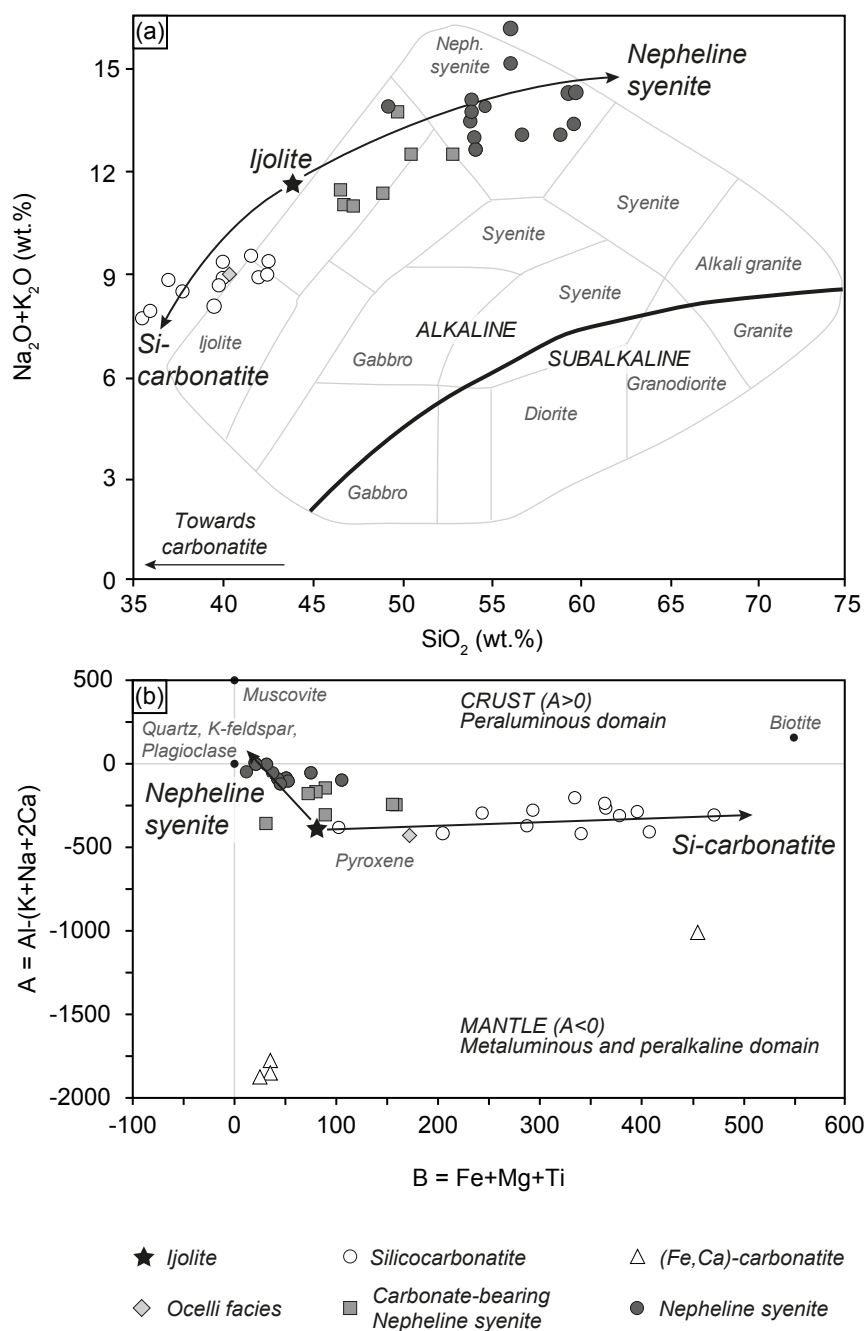 (a)
Na2O+K2O (wt.%)
15
12
9
6
3
0
Neph.
syenite
Nepheline
syenite
Ijolite
Syenite
Syenite
Alkali granite
Syenite
ALKALINE
Si-
carbonatite
Ijolite
Gabbro
SUBALKALINE
Granite
Granodiorite
Diorite
Gabbro
Towards
carbonatite
35 40 45 50 55 60 65 70 75
SiO2 (wt.%)
(b)
A = Al-(K+Na+2Ca)
500
0
-500
-1000
-1500
-2000
Muscovite
CRUST (A>0)
Peraluminous domain
Biotite
Quartz, K-feldspar,
Plagioclase
Nepheline
syenite
Pyroxene
Si-carbonatite
MANTLE (A<0)
Metaluminous and peralkaline domain
-100 0 100 200 300 400 500 600
B = Fe+Mg+Ti
Ijolite
Silicocarbonatite
(Fe,Ca)-carbonatite
Ocelli facies
Carbonate-bearing
Nepheline syenite
Nepheline syenite